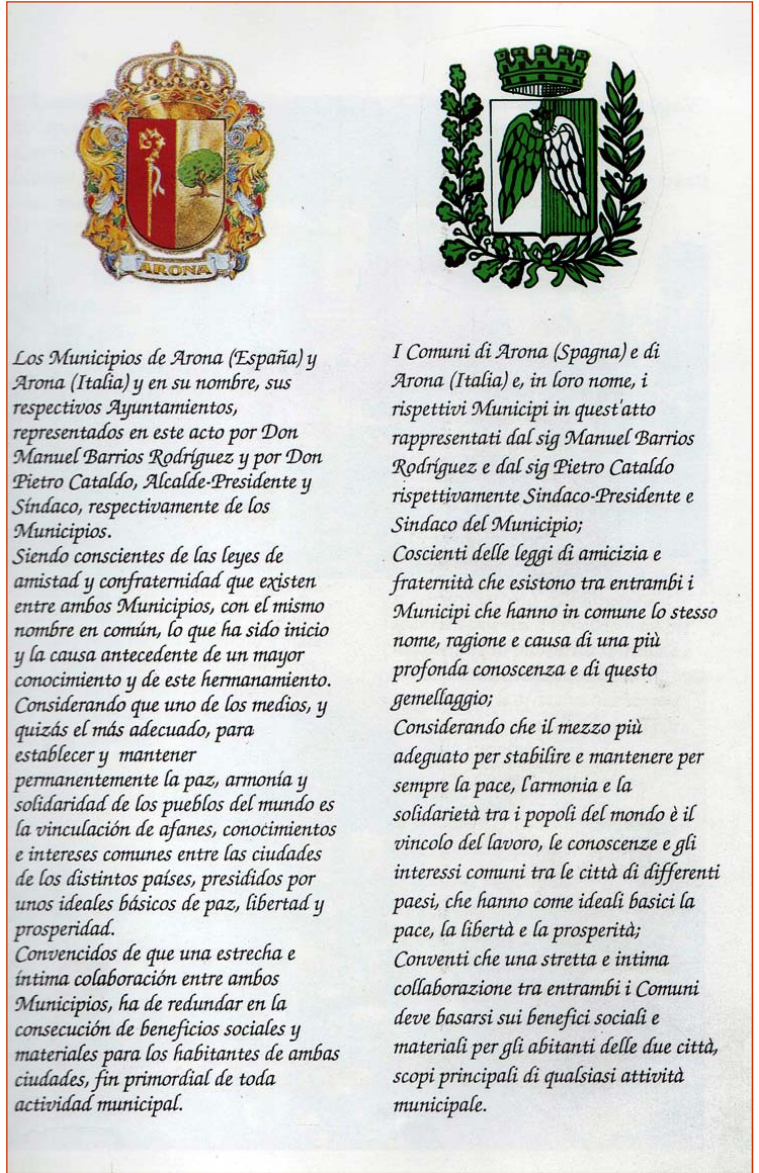 ARONA
Los Municipios de Arona (España) y
Arona (Italia) y en su nombre, sus
respectivos Ayuntamientos,
representados en este acto por Don
Manuel Barrios Rodríguez y por Don
Pietro Cataldo, Alcalde-Presidente y
Síndaco, respectivamente de los
Municipios.
Siendo conscientes de las leyes de
amistad y confraternidad que existen
entre ambos Municipios, con el mismo
nombre en común, lo que ha sido inicio
y la causa antecedente de un mayor
conocimiento y de este hermanamiento.
Considerando que uno de los medios, y
quizás el más adecuado, para
establecer y mantener
permanentemente la paz, armonía y
solidaridad de los pueblos del mundo es
la vinculación de afanes, conocimientos
e intereses comunes entre las ciudades
de los distintos países, presididos por
unos ideales básicos de paz, libertad y
prosperidad.
Convencidos de que una estrecha e
íntima colaboración entre ambos
Municipios, ha de redundar en la
consecución de beneficios sociales y
materiales para los habitantes de ambas
ciudades, fin primordial de toda
actividad municipal.
I Comuni di Arona (Spagna) e di
Arona (Italia) e, in loro nome, i
rispettivi Municipi in quest'atto
rappresentati dal sig Manuel Barrios
Rodríguez e dal sig Pietro Cataldo
rispettivamente Sindaco-Presidente e
Sindaco del Municipio;
Coscienti delle leggi di amicizia e
fraternità che esistono tra entrambi i
Municipi che hanno in comune lo stesso
nome, ragione e causa di una più
profonda conoscenza e di questo
gemellaggio;
Considerando che il mezzo più
adeguato per stabilire e mantenere per
sempre la pace, l'armonia e la
solidarietà tra i popoli del mondo è il
vincolo del lavoro, le conoscenze e gli
interessi comuni tra le città di differenti
paesi, che hanno come ideali basici la
pace, la libertà e la prosperità;
Conventi che una stretta e intima
collaborazione tra entrambi i Comuni
deve basarsi sui benefici sociali e
materiali per gli abitanti delle due città,
scopi principali di qualsiasi attività
municipale.